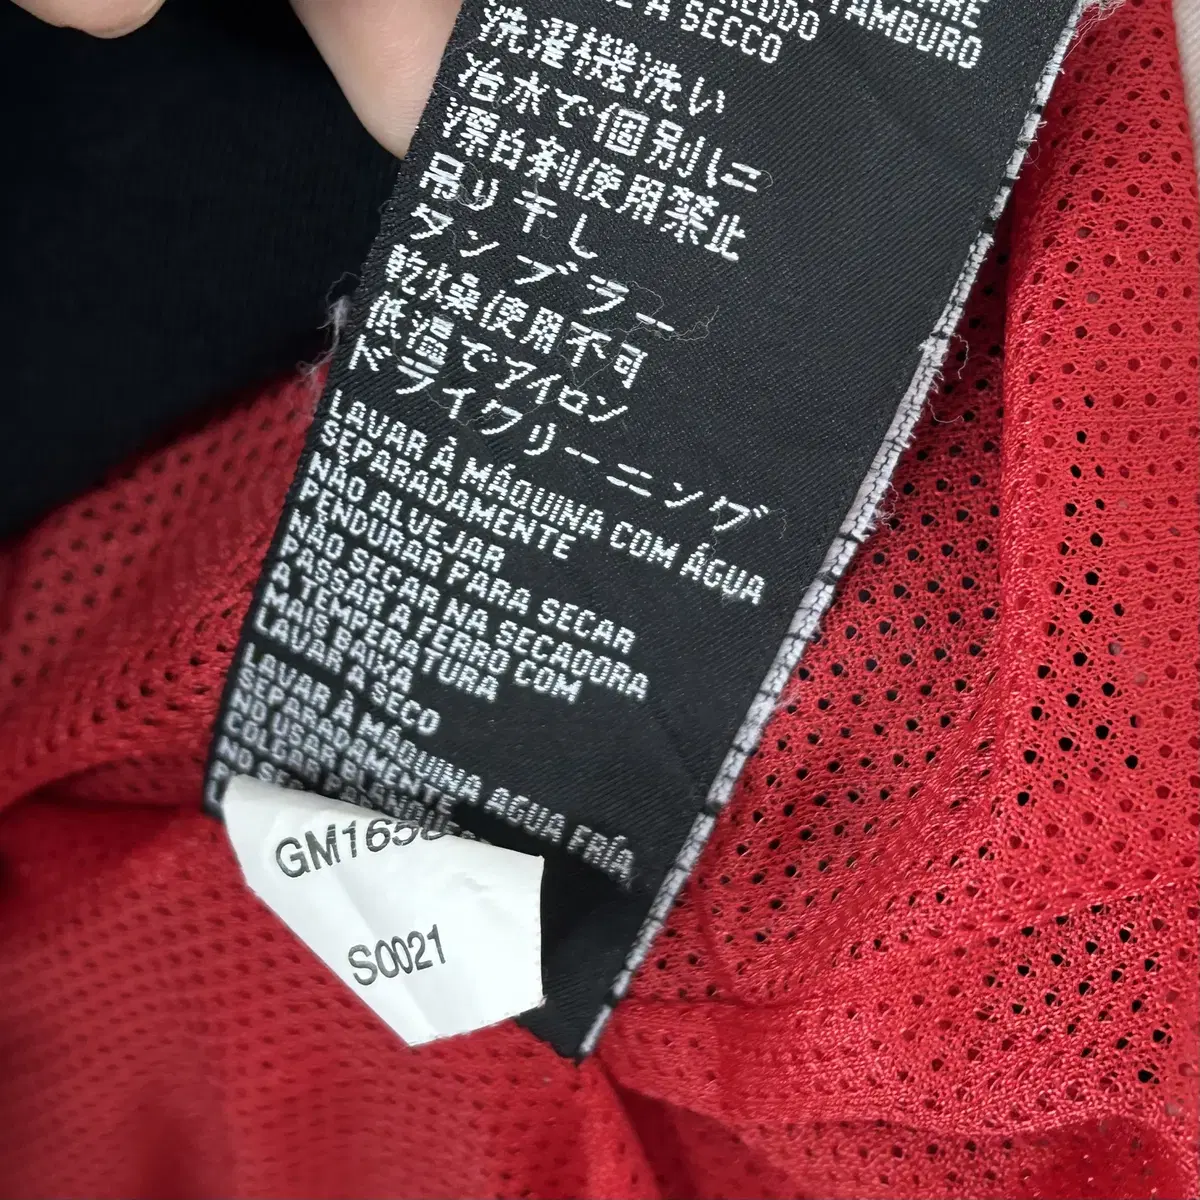 TAMBURO
A SECCO
洗濯機洗い
冷水で個別に
漂白剤使用禁止
吊り干し
タンブラー
乾燥使用不可
低温でアイロン
ドライクリーニング
LAVAR À MÁQUINA COM ÁGUA
SEPARADAMENTE
NÃO ALVEJAR
PENDURAR PARA SECAR
NÃO SECAR NA SECADORA
PASSAR A FERRO COM
A TEMPERATURA
MAIS BAIXA
LAVAR A SECO
LAVAR À MÁQUINA AGUA FRÍA
SEPARADAMENTE
NO USAR
COLGAR PARA
NO
GM165
S0021